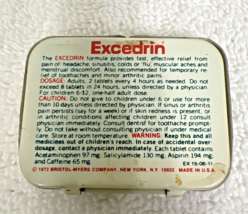 Excedrin
The EXCEDRIN formula provides fast, effective relief from
pain of headache, sinusitis, colds or 'flu', muscular aches and
menstrual discomfort. Also recommended for temporary re-
lief of toothaches and minor arthritic pains.
DOSE: Adults, 2 tablets every 4 hours as needed. Do not
exceed 8 tablets in 24 hours, unless directed by a physician.
For children 6-12, one-half adult dose.
CAUTION: Do not give to children under 6 or use for more
than 10 days unless directed by physician. If sinus or arthritis
pain persists (say for a week) or if skin redness is present, or
in arthritic conditions affecting children under 12 consult
physician immediately. Consult dentist for toothache prompt-
ly. Do not take without consulting physician if under medical
care. Store at room temperature. WARNING: Keep this and all
medicines out of children's reach. In case of accidental over-
dosage, contact a physician immediately. Each tablet contains
Acetaminophen 97 mg; Salicylamide 130 mg; Aspirin 194 mg;
and Caffeine 65 mg.
© 1972 BRISTOL-MYERS COMPANY, NEW YORK, N.Y. 10022 MADE IN U.S.A.